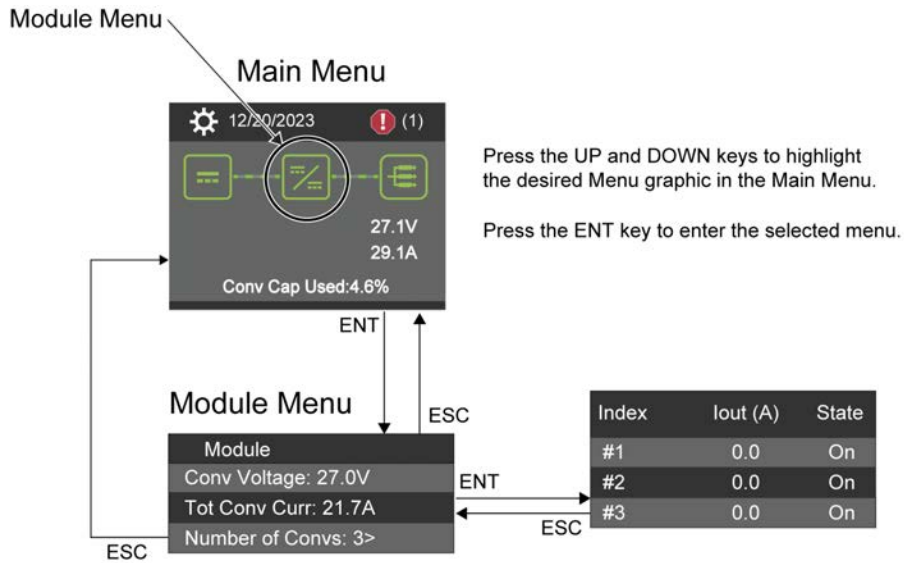 Module Menu
Main Menu
12/20/2023 (1)
Press the UP and DOWN keys to highlight
the desired Menu graphic in the Main Menu.
27.1V
Press the ENT key to enter the selected menu.
29.1A
Conv Cap Used:4.6%
ENT
Module Menu
ESC
Module
Conv Voltage: 27.0V
Tot Conv Curr: 21.7A
Number of Convs: 3>
ESC
ENT
ESC
Index Iout (A) State
#1 0.0 On
#2 0.0 On
#3 0.0 On